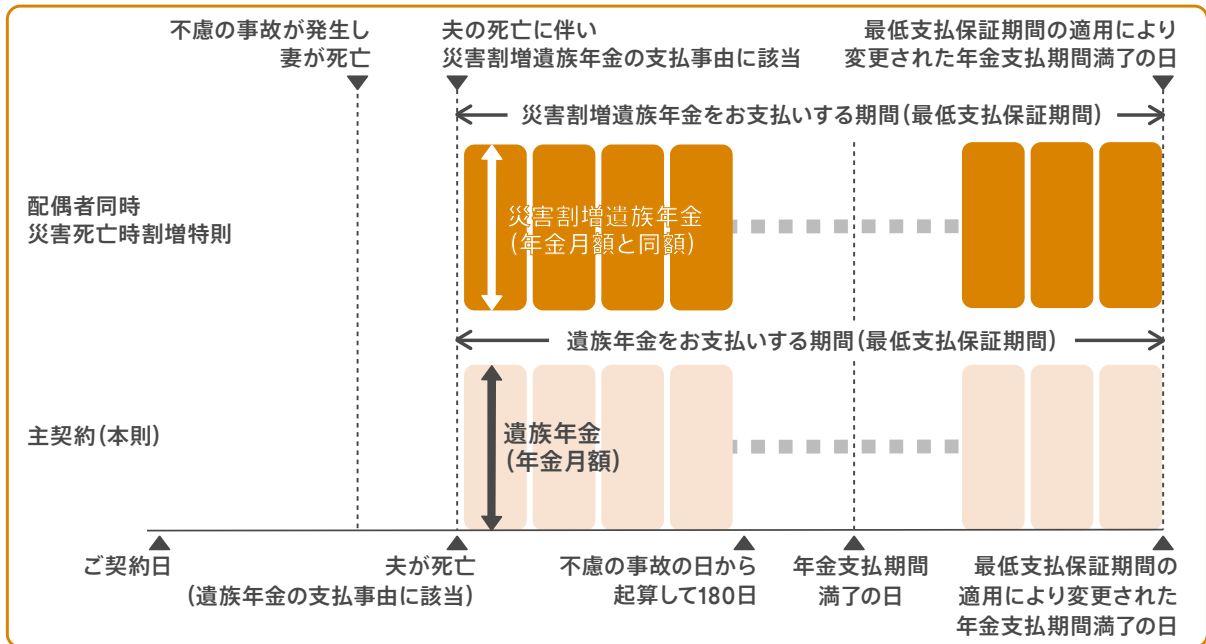 不慮の事故が発生し
妻が死亡
夫の死亡に伴い
災害割増遺族年金の支払事由に該当
最低支払保証期間の適用により
変更された年金支払期間満了の日
災害割増遺族年金をお支払いする期間(最低支払保証期間)
配偶者同時
災害死亡時割増特則
災害割増遺族年金
(年金月額と同額)
遺族年金をお支払いする期間(最低支払保証期間)
主契約(本則)
遺族年金
(年金月額)
ご契約日
夫が死亡
(遺族年金の支払事由に該当)
不慮の事故の日から
起算して180日
年金支払期間
満了の日
最低支払保証期間の
適用により変更された
年金支払期間満了の日